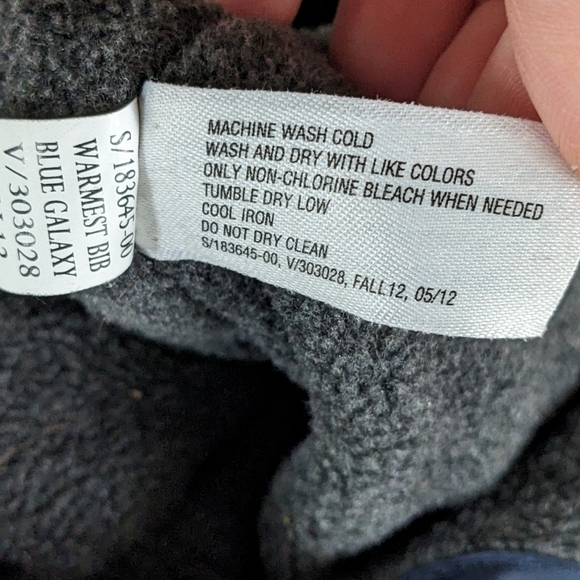 S/183645-00
WARMEST BIB
BLUE GALAXY
V/303028
MACHINE WASH COLD
WASH AND DRY WITH LIKE COLORS
ONLY NON-CHLORINE BLEACH WHEN NEEDED
TUMBLE DRY LOW
COOL IRON
DO NOT DRY CLEAN
S/183645-00, V/303028, FALL12, 05/12